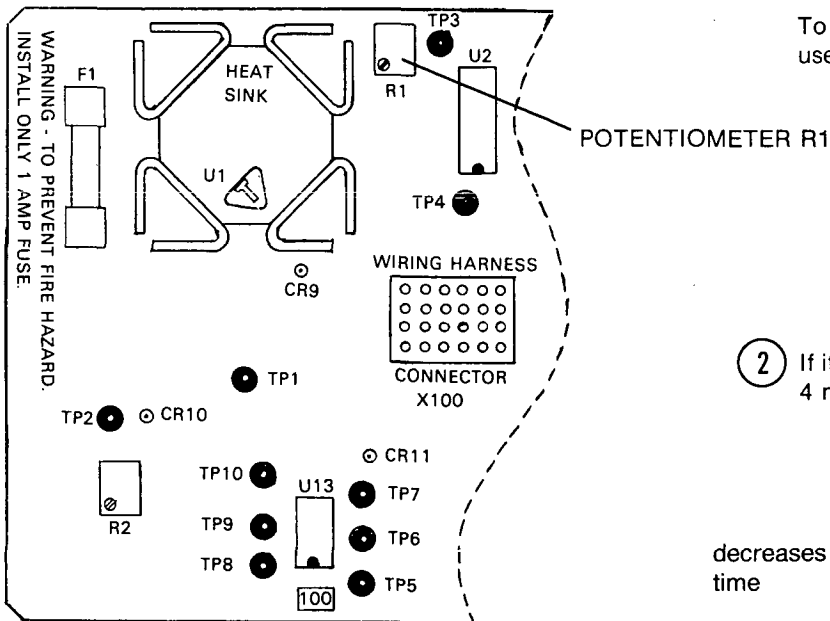 WARNING - TO PREVENT FIRE HAZARD.
INSTALL ONLY 1 AMP FUSE.
F1
HEAT
SINK
U1
R1
TP3
U2
TP4
POTENTIOMETER R1
To
use
CR9
WIRING HARNESS
CONNECTOR
X100
TP1
TP2
CR10
R2
CR11
TP10
U13
TP7
TP9
TP6
TP8
TP5
100
2 If it
4 m
decreases
time